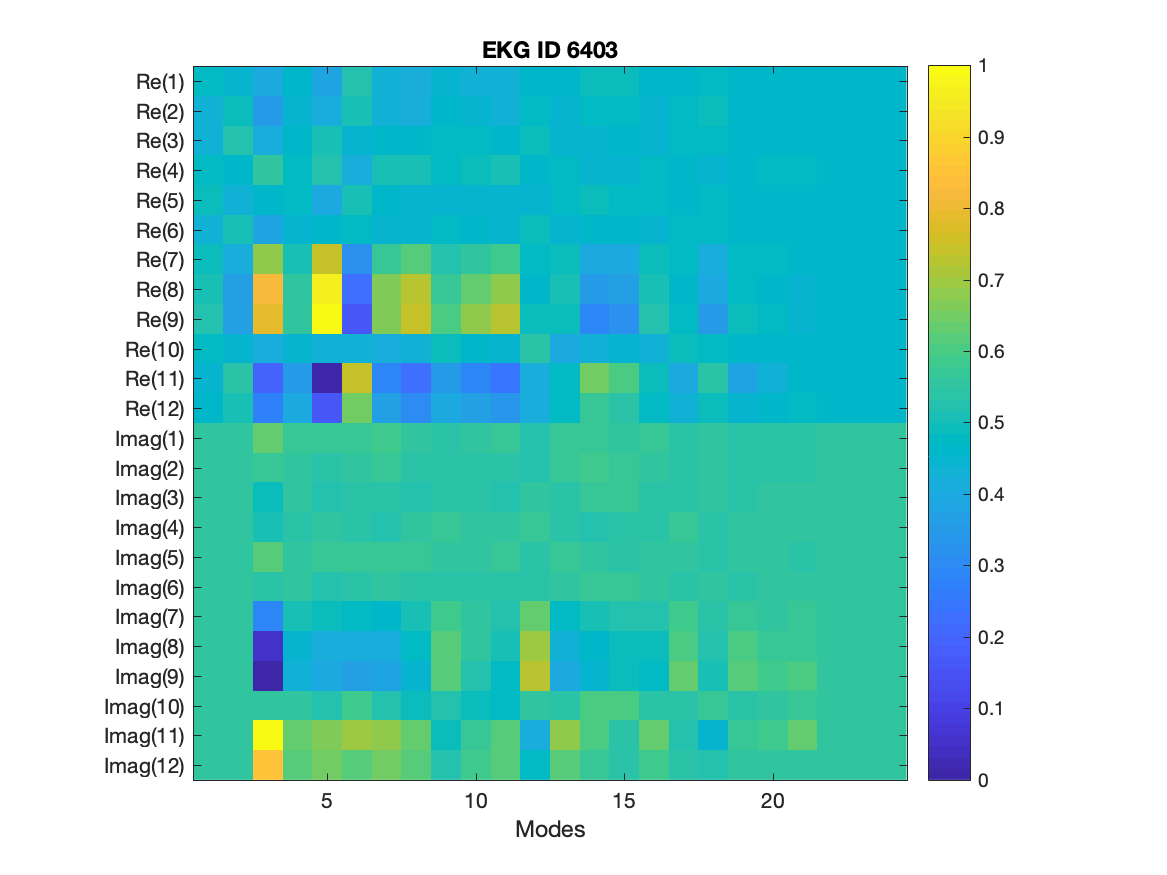 EKG ID 6403
Re(1)
Re(2)
Re(3)
Re(4)
Re(5)
Re(6)
Re(7)
Re(8)
Re(9)
Re(10)
Re(11)
Re(12)
Imag(1)
Imag(2)
Imag(3)
Imag(4)
Imag(5)
Imag(6)
Imag(7)
Imag(8)
Imag(9)
Imag(10)
Imag(11)
Imag(12)
5 10 15 20
Modes
1
0.9
0.8
0.7
0.6
0.5
0.4
0.3
0.2
0.1
0